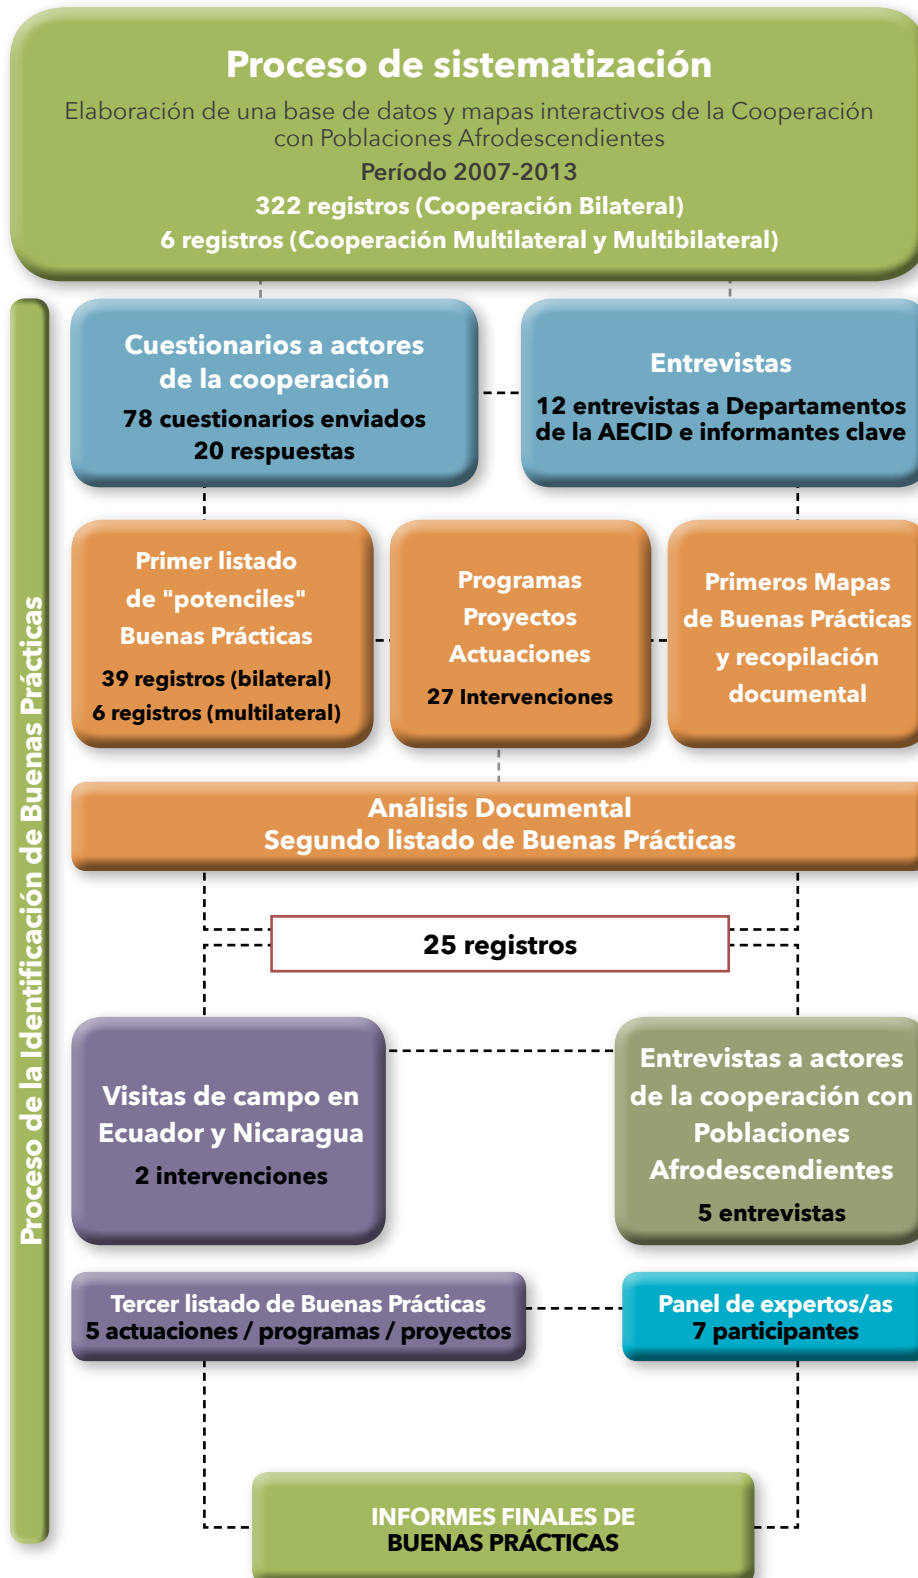 Proceso de sistematización
Elaboración de una base de datos y mapas interactivos de la Cooperación
con Poblaciones Afrodescendientes
Período 2007-2013
322 registros (Cooperación Bilateral)
6 registros (Cooperación Multilateral y Multibilateral)
Proceso de la Identificación de Buenas Prácticas
Cuestionarios a actores
de la cooperación
78 cuestionarios enviados
20 respuestas
Entrevistas
12 entrevistas a Departamentos
de la AECID e informantes clave
Primer listado
de "potenciles"
Buenas Prácticas
39 registros (bilateral)
6 registros (multilateral)
Programas
Proyectos
Actuaciones
27 Intervenciones
Primeros Mapas
de Buenas Prácticas
y recopilación
documental
Análisis Documental
Segundo listado de Buenas Prácticas
25 registros
Visitas de campo en
Ecuador y Nicaragua
2 intervenciones
Entrevistas a actores
de la cooperación con
Poblaciones
Afrodescendientes
5 entrevistas
Tercer listado de Buenas Prácticas
5 actuaciones / programas / proyectos
Panel de expertos/as
7 participantes
INFORMES FINALES DE
BUENAS PRÁCTICAS